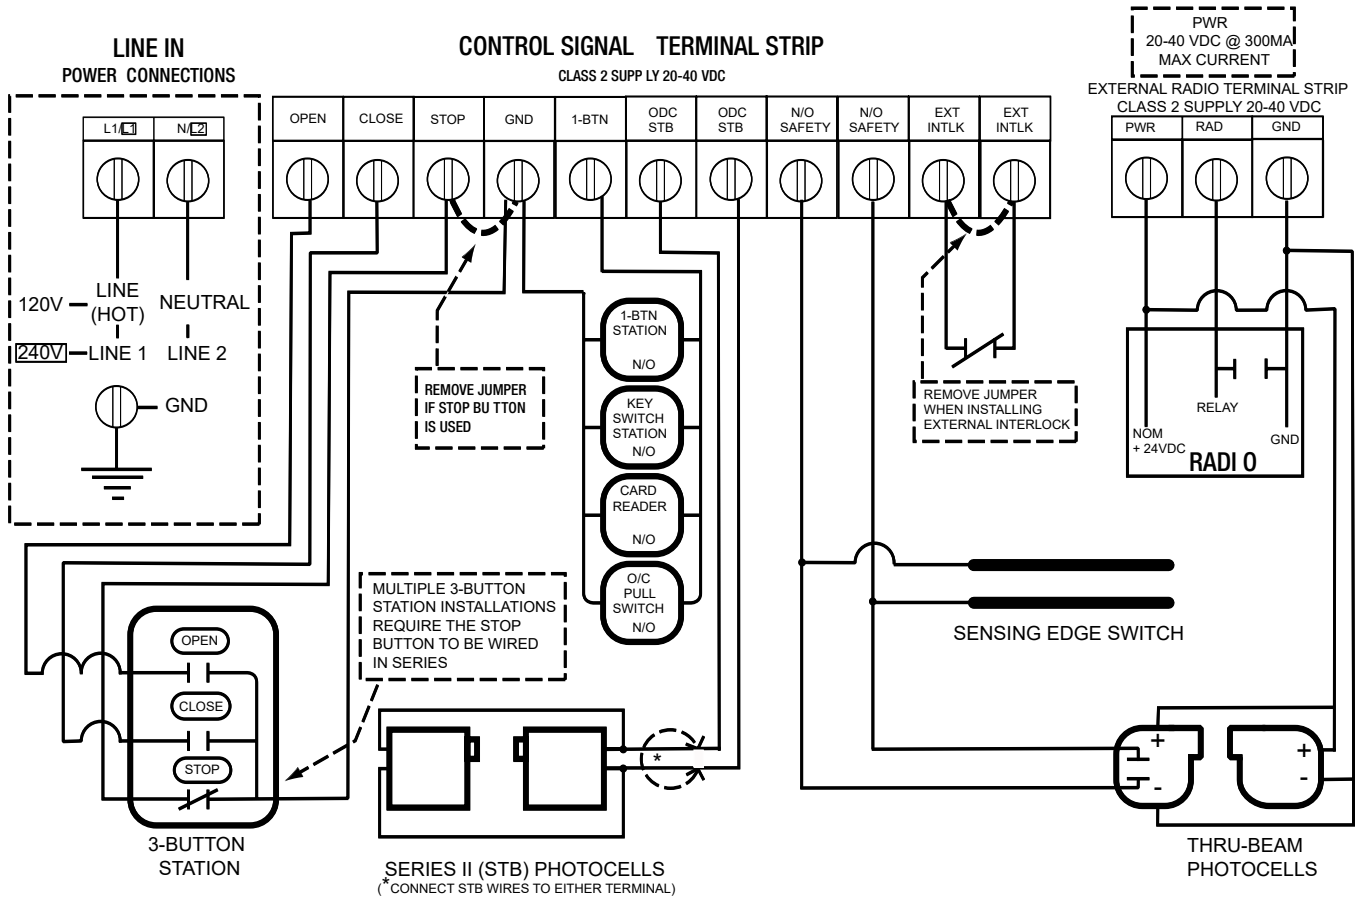 LINE IN
POWER CONNECTIONS
L1/L1 N/L2
120V
LINE
(HOT)
NEUTRAL
240V LINE 1 LINE 2
GND
CONTROL SIGNAL TERMINAL STRIP
CLASS 2 SUPP LY 20-40 VDC
OPEN
CLOSE
STOP
GND
1-BTN
ODC
STB
ODC
STB
N/O
SAFETY
N/O
SAFETY
EXT
INTLK
EXT
INTLK
PWR
20-40 VDC @ 300MA
MAX CURRENT
EXTERNAL RADIO TERMINAL STRIP
CLASS 2 SUPPLY 20-40 VDC
PWR RAD GND
REMOVE JUMPER
IF STOP BU TTON
IS USED
1-BTN
STATION
N/O
KEY
SWITCH
STATION
N/O
CARD
READER
N/O
O/C
PULL
SWITCH
N/O
REMOVE JUMPER
WHEN INSTALLING
EXTERNAL INTERLOCK
RELAY
NOM
+ 24VDC
GND
RADI O
MULTIPLE 3-BUTTON
STATION INSTALLATIONS
REQUIRE THE STOP
BUTTON TO BE WIRED
IN SERIES
OPEN
CLOSE
STOP
3-BUTTON
STATION
*
SERIES II (STB) PHOTOCELLS
(*CONNECT STB WIRES TO EITHER TERMINAL)
SENSING EDGE SWITCH
+
-
+
-
THRU-BEAM
PHOTOCELLS